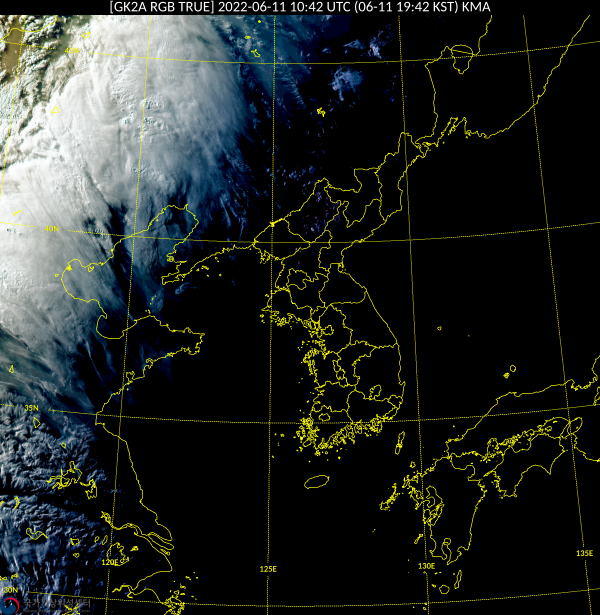 [GK2A RGB TRUE] 2022-06-11 10:42 UTC (06-11 19:42 KST) KMA
40N
35N
120E
125E
130E
135E
30N